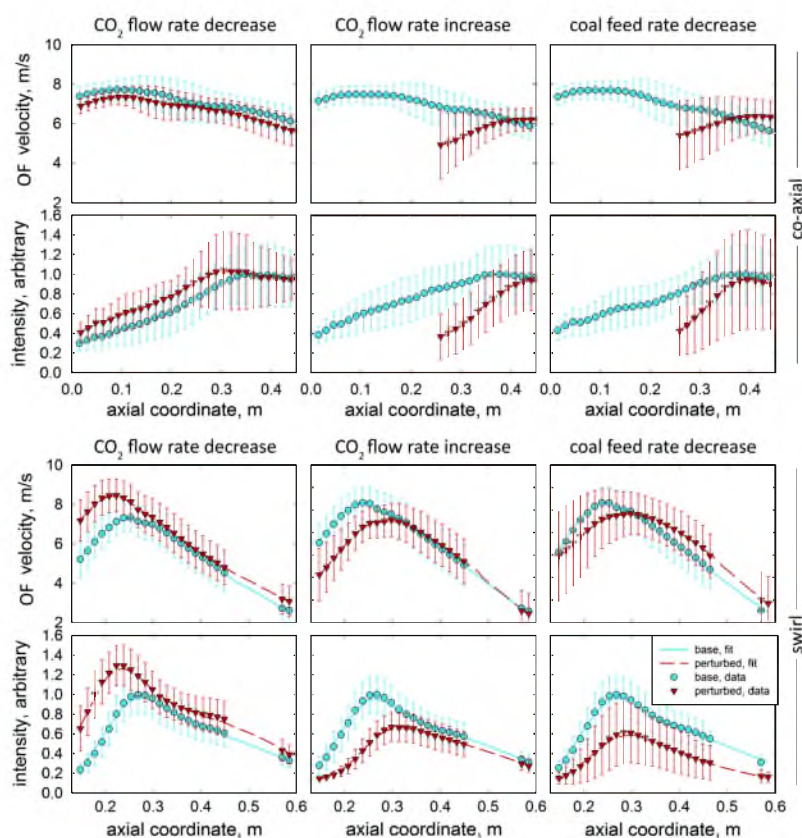 CO₂ flow rate decrease CO₂ flow rate increase coal feed rate decrease
OF velocity, m/s
10
8
6
4
2
co-axial
intensity, arbitrary
1.6
1.4
1.2
1.0
0.8
0.6
0.4
0.2
0.0
0.0 0.1 0.2 0.3 0.4 0.0 0.1 0.2 0.3 0.4 0.0 0.1 0.2 0.3 0.4
axial coordinate, m axial coordinate, m axial coordinate, m
CO₂ flow rate decrease CO₂ flow rate increase coal feed rate decrease
OF velocity, m/s
10
8
6
4
2
swirl
intensity, arbitrary
1.6
1.4
1.2
1.0
0.8
0.6
0.4
0.2
0.0
base, fit
perturbed, fit
base, data
perturbed, data
0.2 0.3 0.4 0.5 0.6 0.2 0.3 0.4 0.5 0.6 0.2 0.3 0.4 0.5 0.6
axial coordinate, m axial coordinate, m axial coordinate, m